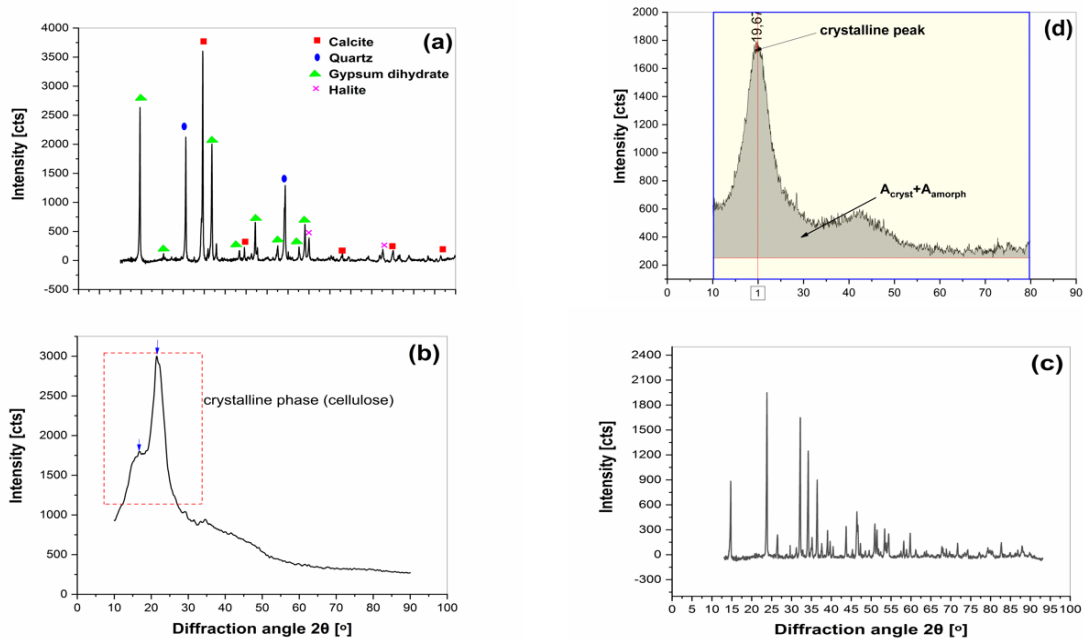 (a)
Calcite
Quartz
Gypsum dihydrate
Halite
Intensity [cts]
4000
3500
3000
2500
2000
1500
1000
500
0
-500
(d)
19,67
crystalline peak
A_cryst+A_amorph
Intensity [cts]
2000
1800
1600
1400
1200
1000
800
600
400
200
0 10 20 30 40 50 60 70 80 90
1
(b)
crystalline phase (cellulose)
Intensity [cts]
3000
2500
2000
1500
1000
500
0
0 10 20 30 40 50 60 70 80 90 100
Diffraction angle 2θ [o]
(c)
Intensity [cts]
2400
2100
1800
1500
1200
900
600
300
0
-300
0 5 10 15 20 25 30 35 40 45 50 55 60 65 70 75 80 85 90 95 100
Diffraction angle 2θ [o]